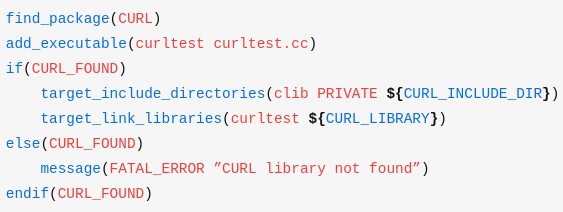 find_package(CURL)
add_executable(curltest curltest.cc)
if(CURL_FOUND)
    target_include_directories(clib PRIVATE ${CURL_INCLUDE_DIR})
    target_link_libraries(curltest ${CURL_LIBRARY})
else(CURL_FOUND)
    message(FATAL_ERROR ”CURL library not found”)
endif(CURL_FOUND)